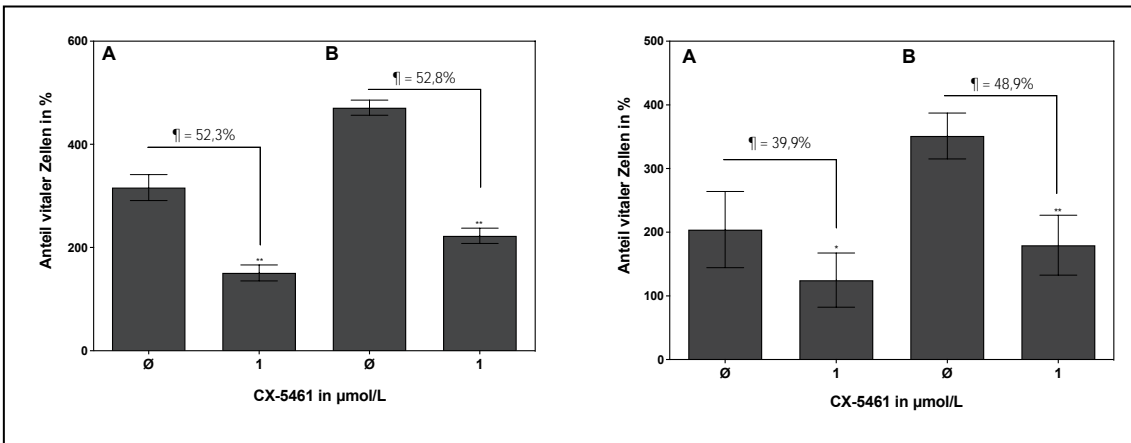 600
A
B
¶ = 52,8%
¶ = 52,3%
400
200
0
**
**
Anteil vitaler Zellen in %
Ø
1
Ø
1
CX-5461 in µmol/L
500
A
B
¶ = 48,9%
¶ = 39,9%
400
300
200
100
0
*
**
Anteil vitaler Zellen in %
Ø
1
Ø
1
CX-5461 in µmol/L